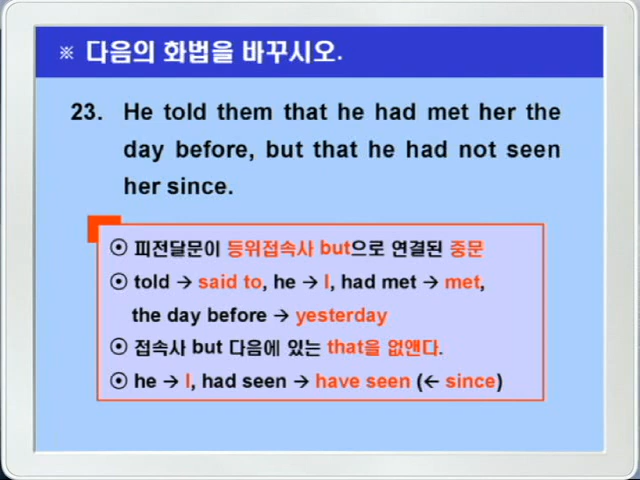 ※ 다음의 화법을 바꾸시오.
23. He told them that he had met her the
day before, but that he had not seen
her since.
⊙ 피전달문이 등위접속사 but으로 연결된 중문
⊙ told → said to, he → I, had met → met,
the day before → yesterday
⊙ 접속사 but 다음에 있는 that을 없앤다.
⊙ he → I, had seen → have seen (← since)